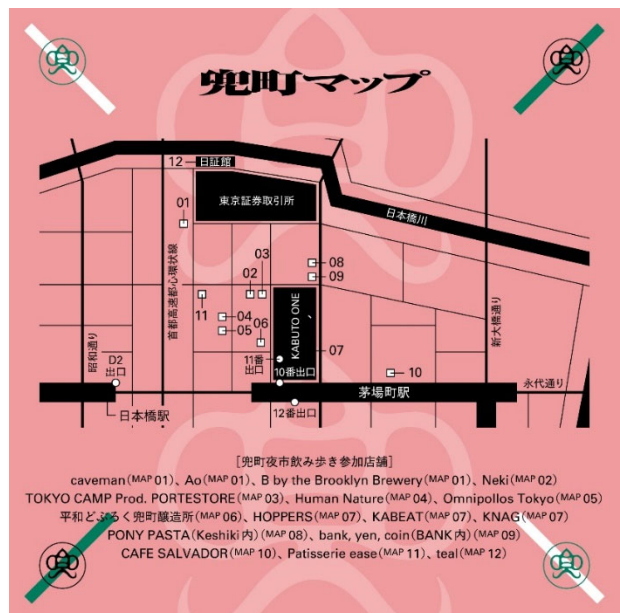 兜町マップ
12
日証館
東京証券取引所
日本橋川
01
首都高速都心環状線
03
02
08
09
11
04
05
06
KABUTO ONE
昭和通り
新大橋通り
D2
出口
11番
出口
10番出口
07
10
茅場町駅
永代通り
日本橋駅
12番出口
[兜町夜市飲み歩き参加店舗]
caveman(MAP 01)、Ao(MAP 01)、B by the Brooklyn Brewery(MAP 01)、Neki(MAP 02)
TOKYO CAMP Prod. PORTESTORE(MAP 03)、Human Nature(MAP 04)、Omnipollos Tokyo(MAP 05)
平和どぶろく兜町醸造所(MAP 06)、HOPPERS(MAP 07)、KABEAT(MAP 07)、KNAG(MAP 07)
PONY PASTA(Keshiki内)(MAP 08)、bank, yen, coin(BANK内)(MAP 09)
CAFE SALVADOR(MAP 10)、Patisserie ease(MAP 11)、teal(MAP 12)